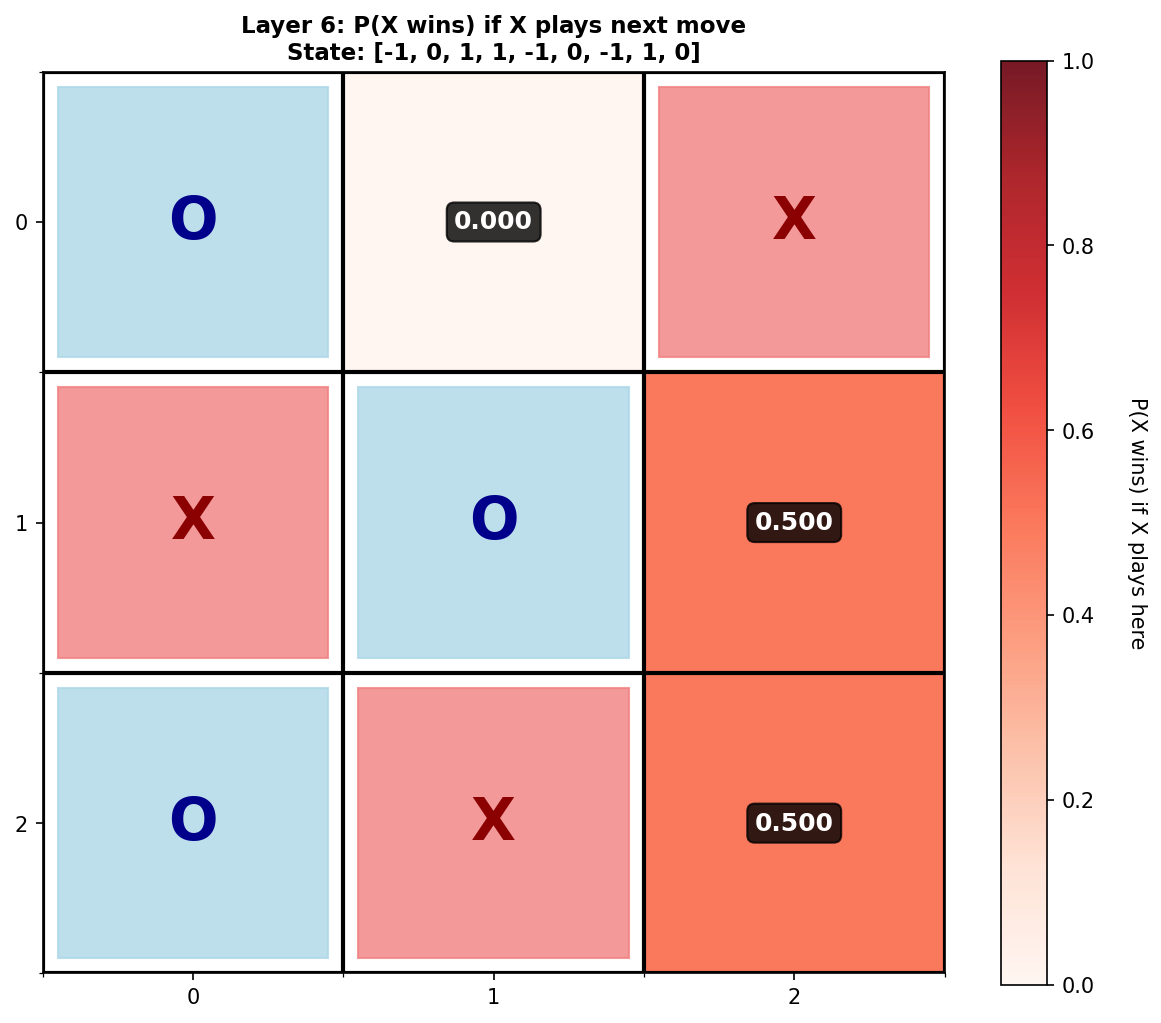 Layer 6: P(X wins) if X plays next move
State: [-1, 0, 1, 1, -1, 0, -1, 1, 0]
O
0.000
X
X
O
0.500
O
X
0.500
0
1
2
0
1
2
1.0
0.8
0.6
0.4
0.2
0.0
P(X wins) if X plays here